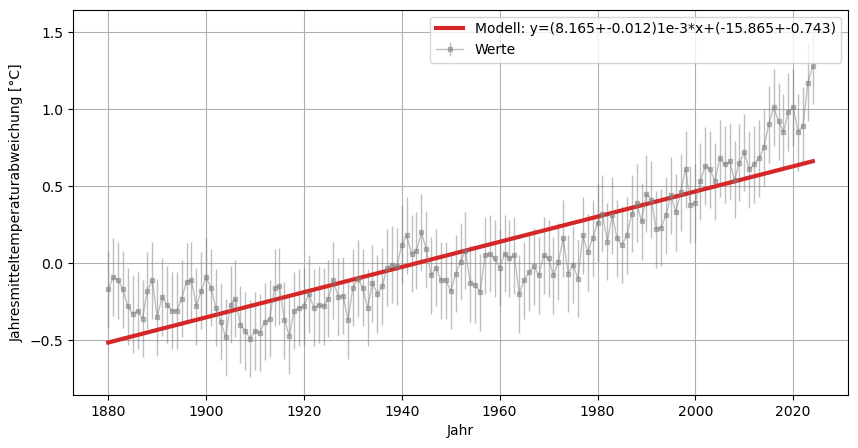 Modell: y=(8.165+-0.012)1e-3*x+(-15.865+-0.743)
Werte
Jahresmitteltemperaturabweichung [°C]
1.5
1.0
0.5
0.0
−0.5
1880 1900 1920 1940 1960 1980 2000 2020
Jahr